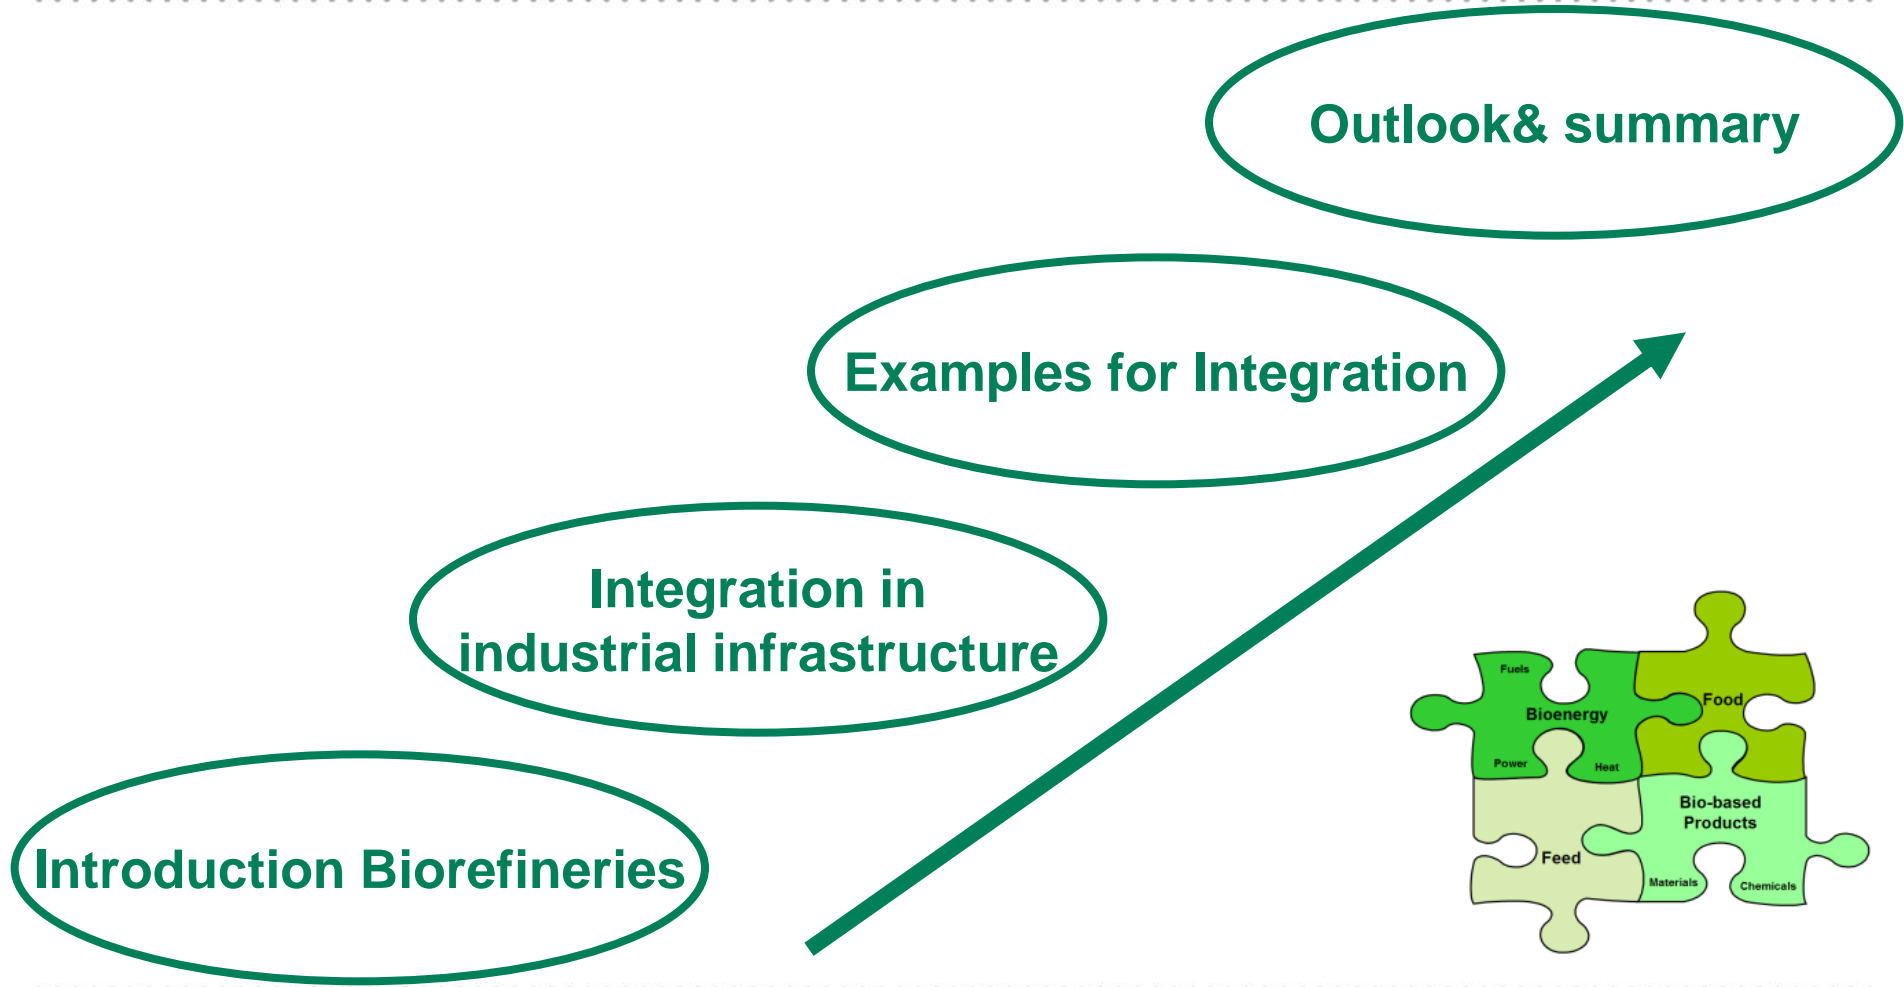 Outlook& summary
Examples for Integration
Integration in
industrial infrastructure
Introduction Biorefineries
Fuels
Bioenergy
Power
Heat
Food
Feed
Bio-based
Products
Materials
Chemicals